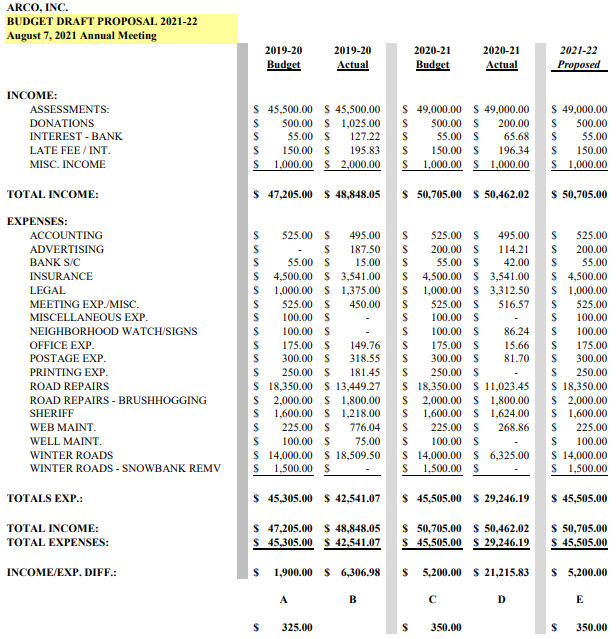 ARCO, INC.
BUDGET DRAFT PROPOSAL 2021-22
August 7, 2021 Annual Meeting
2019-20 2019-20 2020-21 2020-21 2021-22
Budget Actual Budget Actual Proposed
INCOME:
ASSESSMENTS: $ 45,500.00 $ 45,500.00 $ 49,000.00 $ 49,000.00 $ 49,000.00
DONATIONS $ 500.00 $ 1,025.00 $ 500.00 $ 200.00 $ 500.00
INTEREST - BANK $ 55.00 $ 127.22 $ 55.00 $ 65.68 $ 55.00
LATE FEE / INT. $ 150.00 $ 195.83 $ 150.00 $ 196.34 $ 150.00
MISC. INCOME $ 1,000.00 $ 2,000.00 $ 1,000.00 $ 1,000.00 $ 1,000.00
TOTAL INCOME: $ 47,205.00 $ 48,848.05 $ 50,705.00 $ 50,462.02 $ 50,705.00
EXPENSES:
ACCOUNTING $ 525.00 $ 495.00 $ 525.00 $ 495.00 $ 525.00
ADVERTISING $ - $ 187.50 $ 200.00 $ 114.21 $ 200.00
BANK S/C $ 55.00 $ 15.00 $ 55.00 $ 42.00 $ 55.00
INSURANCE $ 4,500.00 $ 3,541.00 $ 4,500.00 $ 3,541.00 $ 4,500.00
LEGAL $ 1,000.00 $ 1,375.00 $ 1,000.00 $ 3,312.50 $ 1,000.00
MEETING EXP./MISC. $ 525.00 $ 450.00 $ 525.00 $ 516.57 $ 525.00
MISCELLANEOUS EXP. $ 100.00 $ - $ 100.00 $ - $ 100.00
NEIGHBORHOOD WATCH/SIGNS $ 100.00 $ - $ 100.00 $ 86.24 $ 100.00
OFFICE EXP. $ 175.00 $ 149.76 $ 175.00 $ 15.66 $ 175.00
POSTAGE EXP. $ 300.00 $ 318.55 $ 300.00 $ 81.70 $ 300.00
PRINTING EXP. $ 250.00 $ 181.45 $ 250.00 $ - $ 250.00
ROAD REPAIRS $ 18,350.00 $ 13,449.27 $ 18,350.00 $ 11,023.45 $ 18,350.00
ROAD REPAIRS - BRUSHHOGGING $ 2,000.00 $ 1,800.00 $ 2,000.00 $ 1,800.00 $ 2,000.00
SHERIFF $ 1,600.00 $ 1,218.00 $ 1,600.00 $ 1,624.00 $ 1,600.00
WEB MAINT. $ 225.00 $ 776.04 $ 225.00 $ 268.86 $ 225.00
WELL MAINT. $ 100.00 $ 75.00 $ 100.00 $ - $ 100.00
WINTER ROADS $ 14,000.00 $ 18,509.50 $ 14,000.00 $ 6,325.00 $ 14,000.00
WINTER ROADS - SNOWBANK REMV $ 1,500.00 $ - $ 1,500.00 $ - $ 1,500.00
TOTALS EXP.: $ 45,305.00 $ 42,541.07 $ 45,505.00 $ 29,246.19 $ 45,505.00
TOTAL INCOME: $ 47,205.00 $ 48,848.05 $ 50,705.00 $ 50,462.02 $ 50,705.00
TOTAL EXPENSES: $ 45,305.00 $ 42,541.07 $ 45,505.00 $ 29,246.19 $ 45,505.00
INCOME/EXP. DIFF.: $ 1,900.00 $ 6,306.98 $ 5,200.00 $ 21,215.83 $ 5,200.00
A B C D E
$ 325.00 $ 350.00 $ 350.00